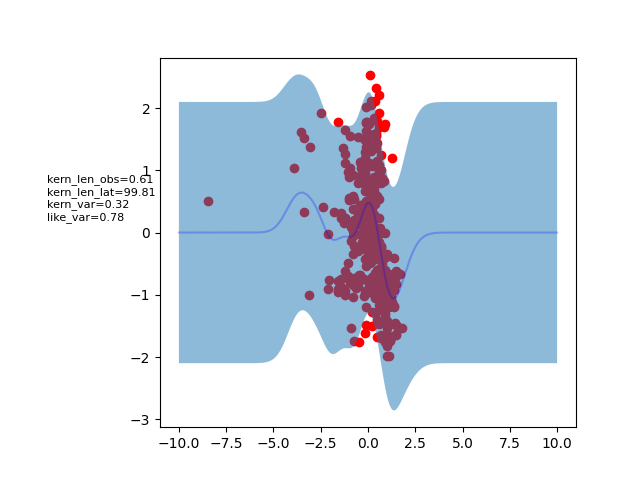 2
1
0
−1
−2
−3
kern_len_obs=0.61
kern_len_lat=99.81
kern_var=0.32
like_var=0.78
−10.0 −7.5 −5.0 −2.5 0.0 2.5 5.0 7.5 10.0